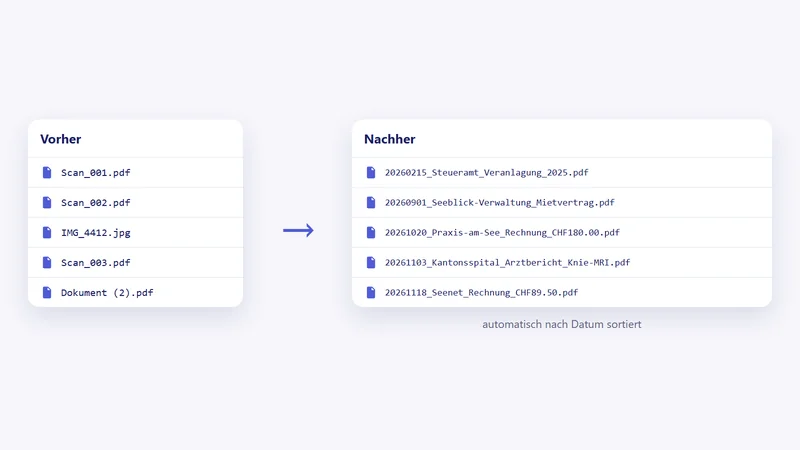 Vorher
Scan_001.pdf
Scan_002.pdf
IMG_4412.jpg
Scan_003.pdf
Dokument (2).pdf
→
Nachher
20260215_Steueramt_Veranlagung_2025.pdf
20260901_Seeblick-Verwaltung_Mietvertrag.pdf
20261020_Praxis-am-See_Rechnung_CHF180.00.pdf
20261103_Kantonsspital_Arztbericht_Knie-MRI.pdf
20261118_Seenet_Rechnung_CHF89.50.pdf
automatisch nach Datum sortiert